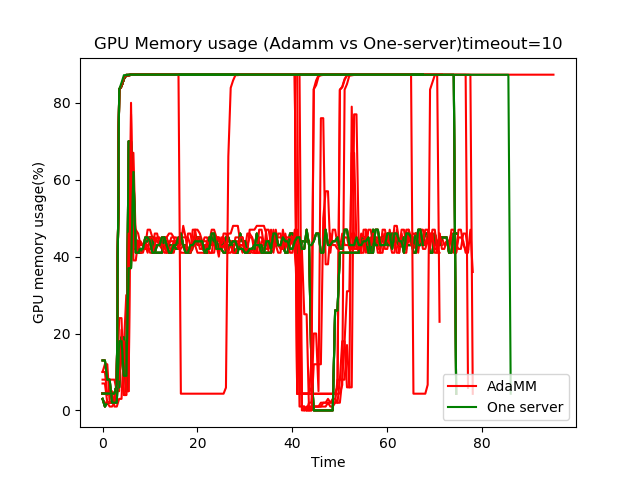 GPU Memory usage (Adamm vs One-server)timeout=10
GPU memory usage(%)
80
60
40
20
0
0 20 40 60 80
Time
AdaMM
One server